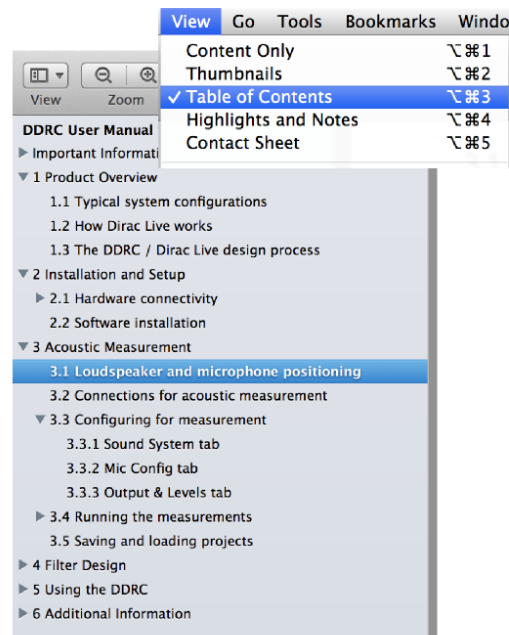 View Go Tools Bookmarks Windo
Content Only ⌥⌘1
Thumbnails ⌥⌘2
✓ Table of Contents ⌥⌘3
Highlights and Notes ⌥⌘4
Contact Sheet ⌥⌘5
View Zoom
DDRC User Manual
Important Informati
1 Product Overview
1.1 Typical system configurations
1.2 How Dirac Live works
1.3 The DDRC / Dirac Live design process
2 Installation and Setup
2.1 Hardware connectivity
2.2 Software installation
3 Acoustic Measurement
3.1 Loudspeaker and microphone positioning
3.2 Connections for acoustic measurement
3.3 Configuring for measurement
3.3.1 Sound System tab
3.3.2 Mic Config tab
3.3.3 Output & Levels tab
3.4 Running the measurements
3.5 Saving and loading projects
4 Filter Design
5 Using the DDRC
6 Additional Information